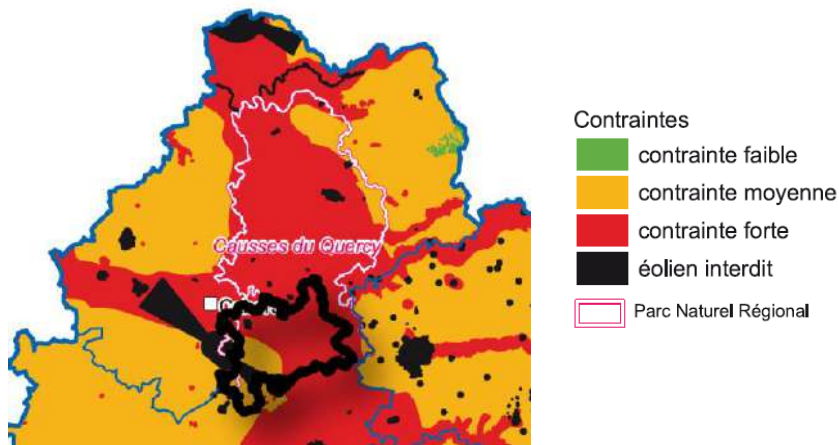 Causses du Quercy
Contraintes
contrainte faible
contrainte moyenne
contrainte forte
éolien interdit
Parc Naturel Régional